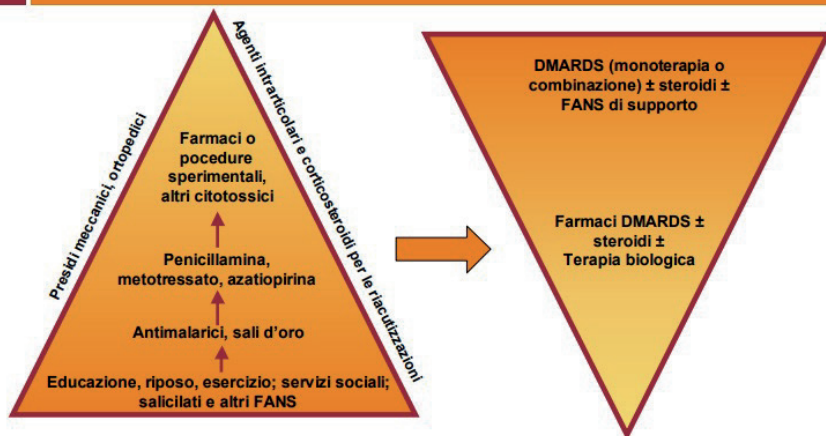 Presidi meccanici, ortopedici
Agenti intrarticolari e corticosteroidi per le riacutizzazioni
Farmaci o
pocedure
sperimentali,
altri citotossici
Penicillamina,
metotressato, azatiopirina
Antimalarici, sali d'oro
Educazione, riposo, esercizio; servizi sociali;
salicilati e altri FANS
DMARDS (monoterapia o
combinazione) ± steroidi ±
FANS di supporto
Farmaci DMARDS ±
steroidi ±
Terapia biologica